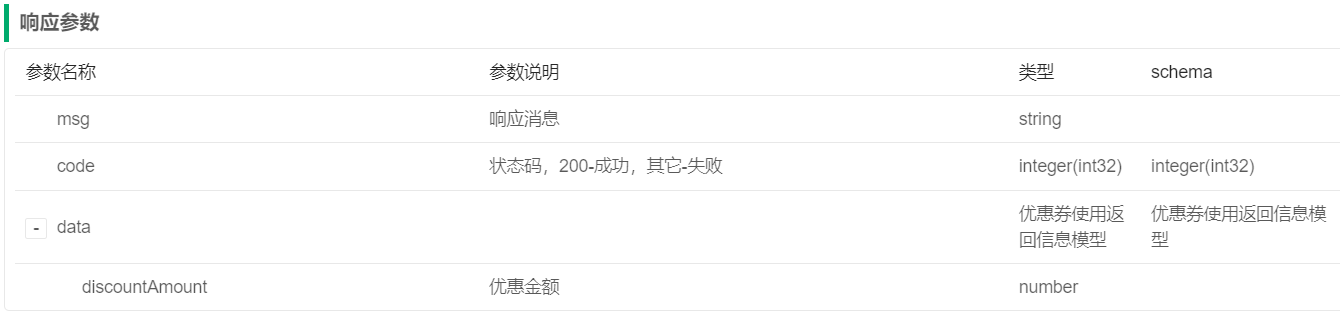 响应参数
参数名称 参数说明 类型 schema
msg 响应消息 string
code 状态码，200-成功，其它-失败 integer(int32) integer(int32)
- data 优惠券使用返回信息模型 优惠券使用返回信息模型
discountAmount 优惠金额 number